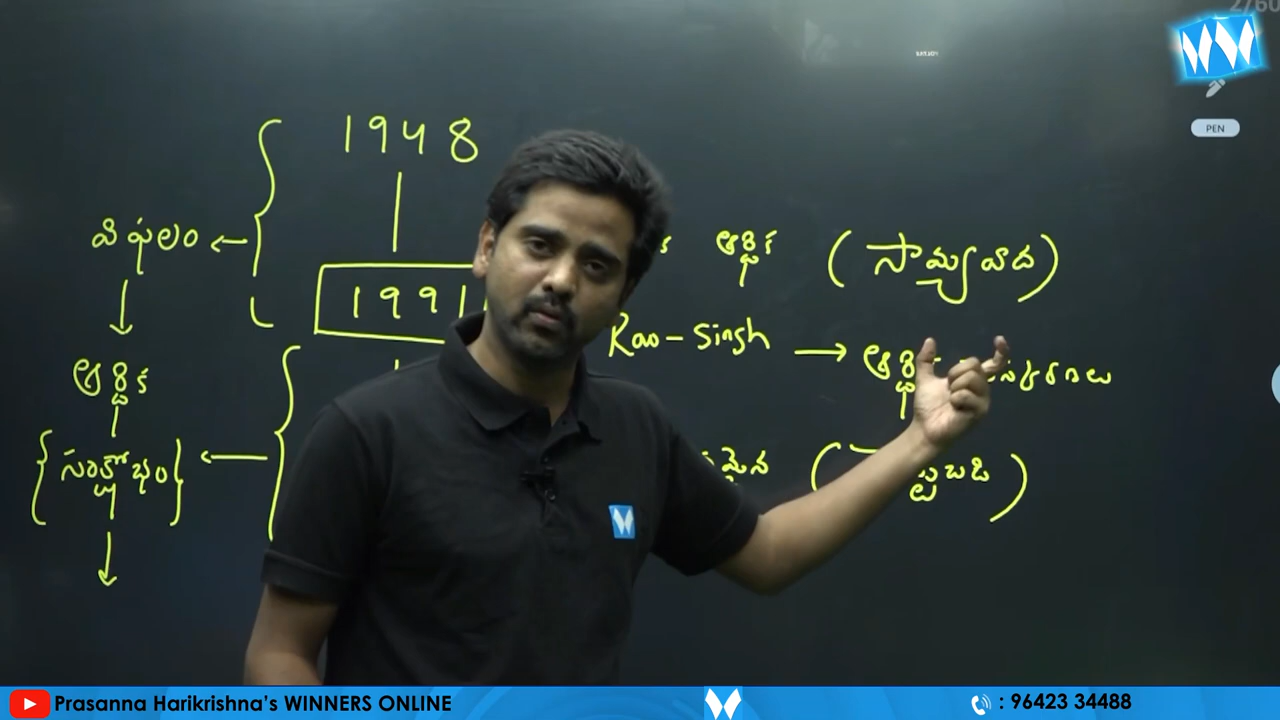 PEN
1948
విఫలం
ఆర్థిక (సామ్యవాద)
1991
Rao-Singh → ఆర్థిక
ఆర్థిక
{సంక్షోభం}
Prasanna Harikrishna's WINNERS ONLINE
: 96423 34488